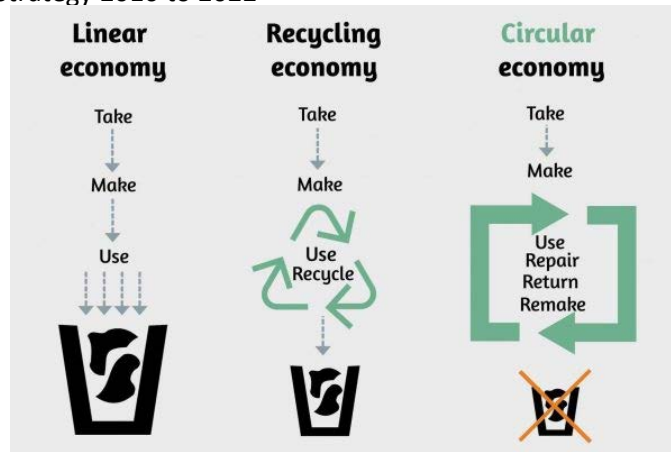 Linear
economy
Take
Make
Use
Recycling
economy
Take
Make
Use
Recycle
Circular
economy
Take
Make
Use
Repair
Return
Remake